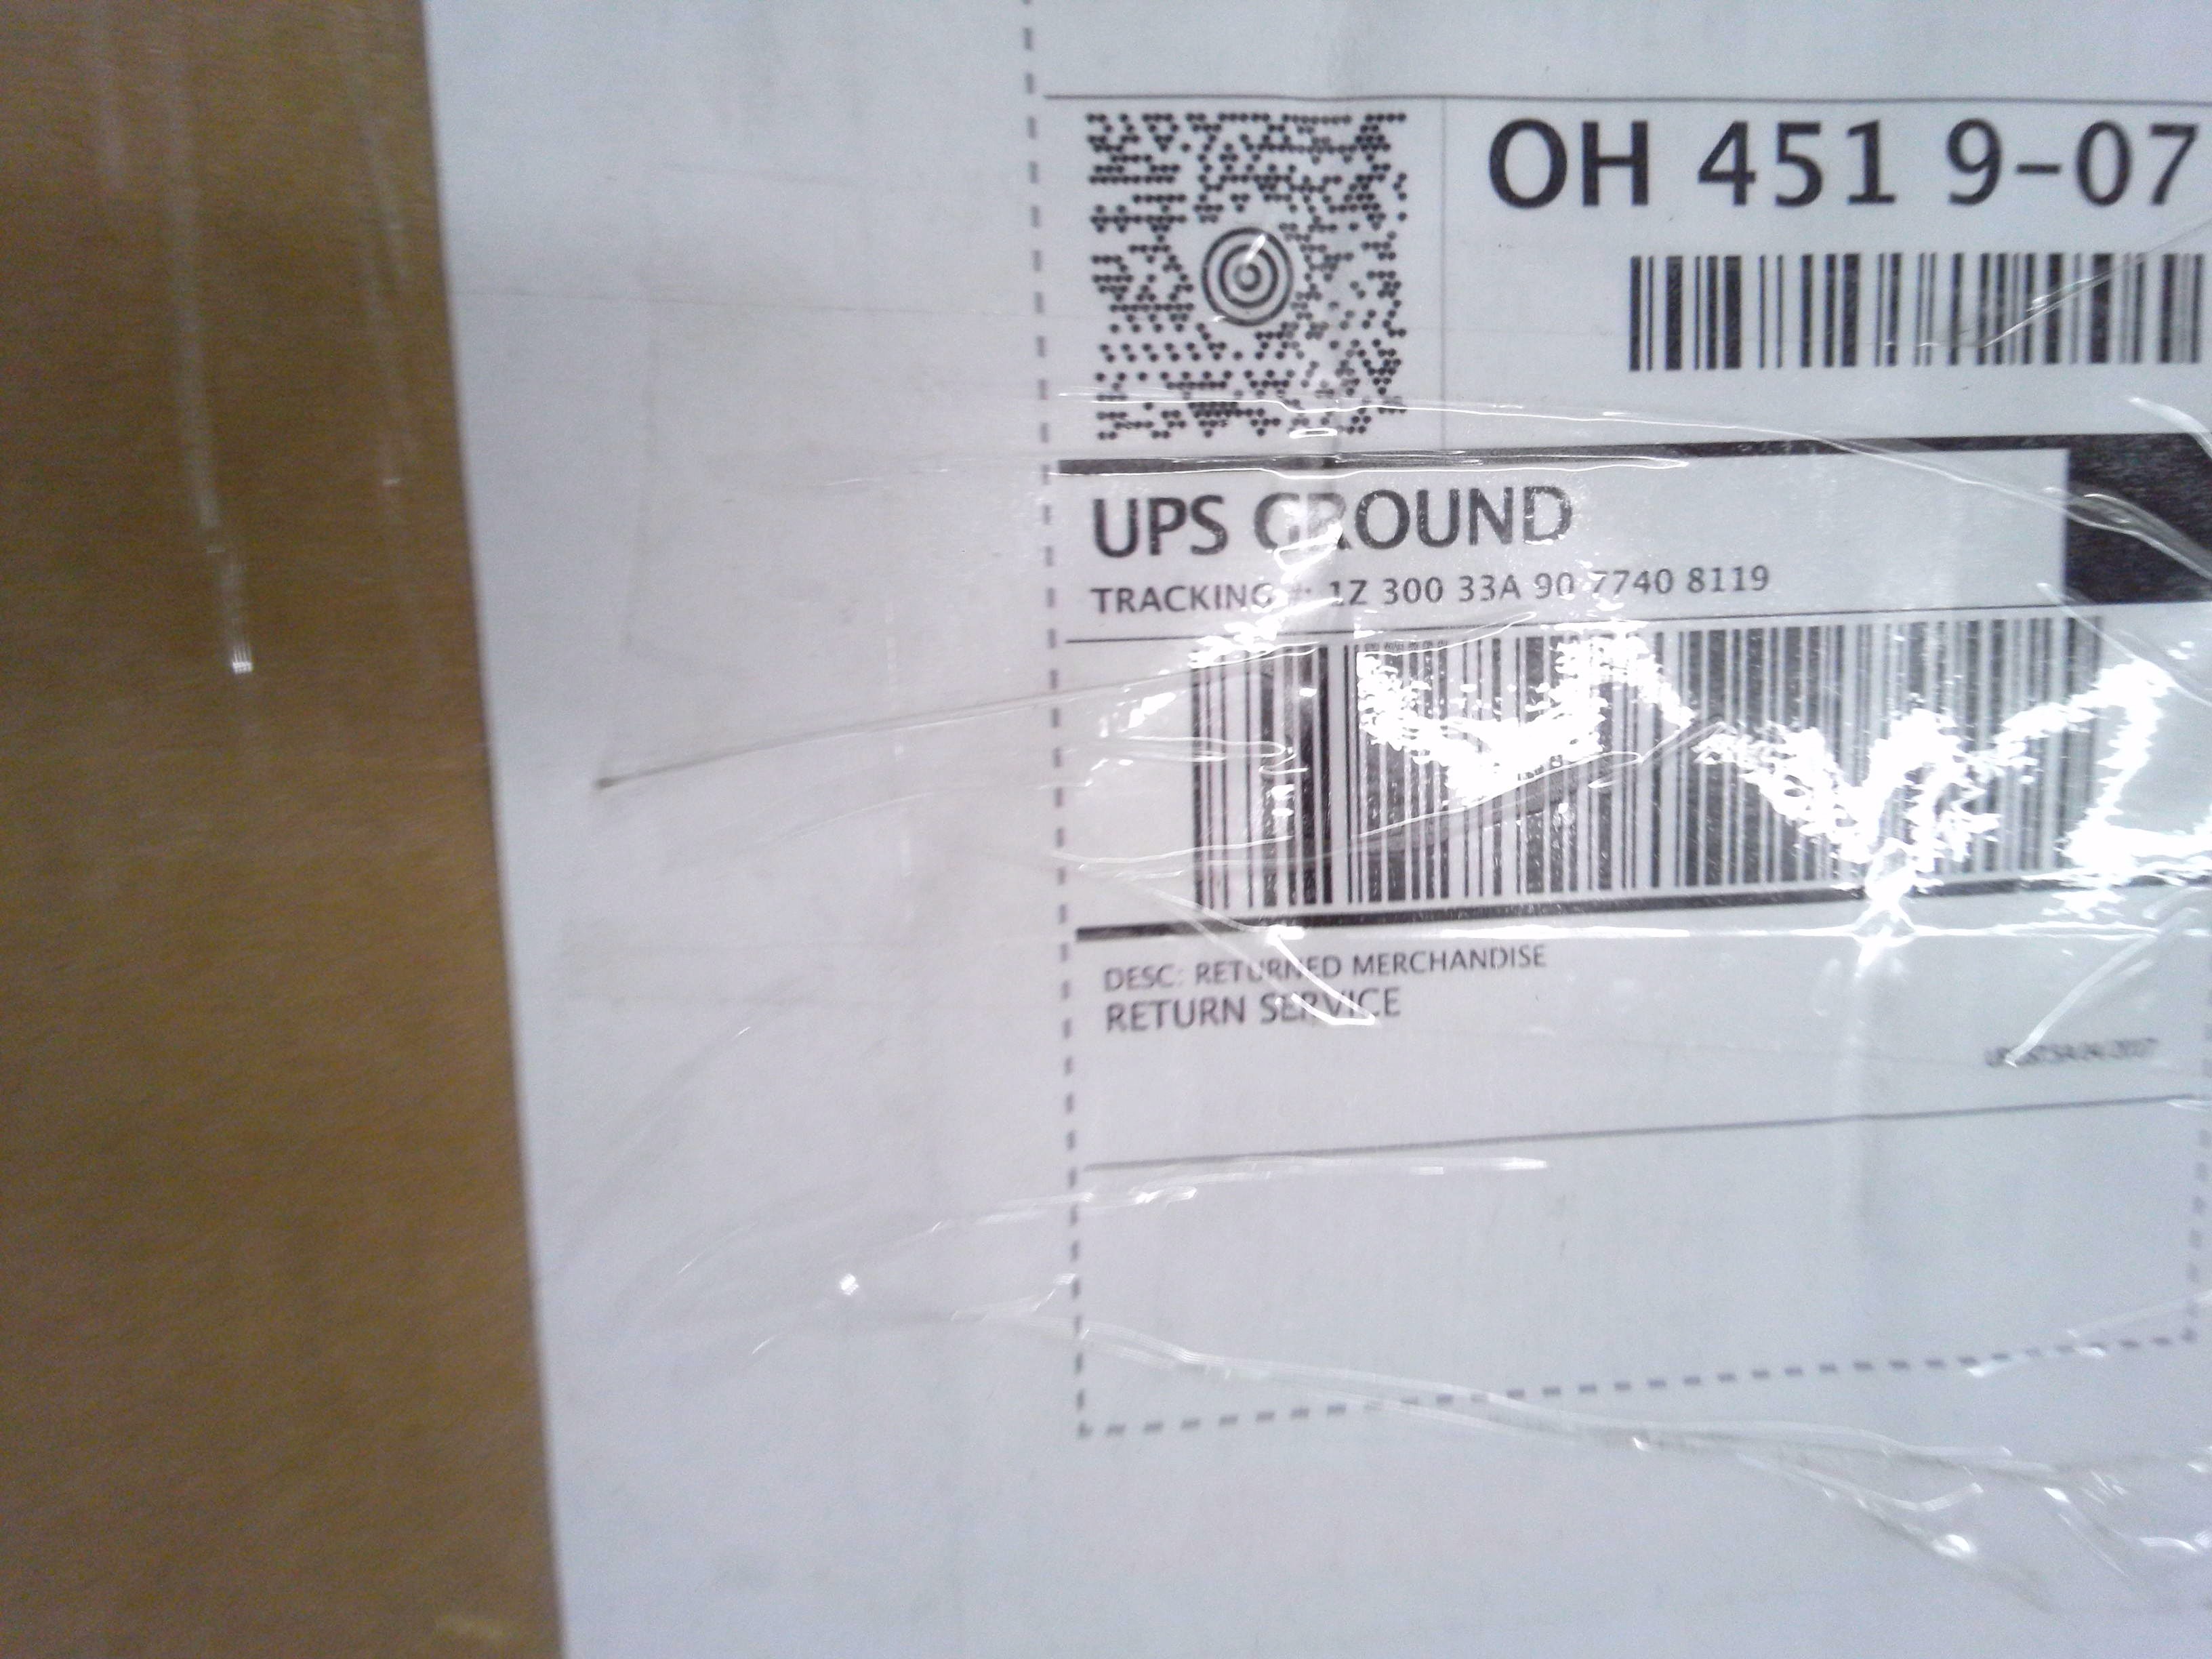 OH 451 9-07
UPS GROUND
TRACKING #: 1Z 300 33A 90 7740 8119
DESC: RETURNED MERCHANDISE
RETURN SERVICE